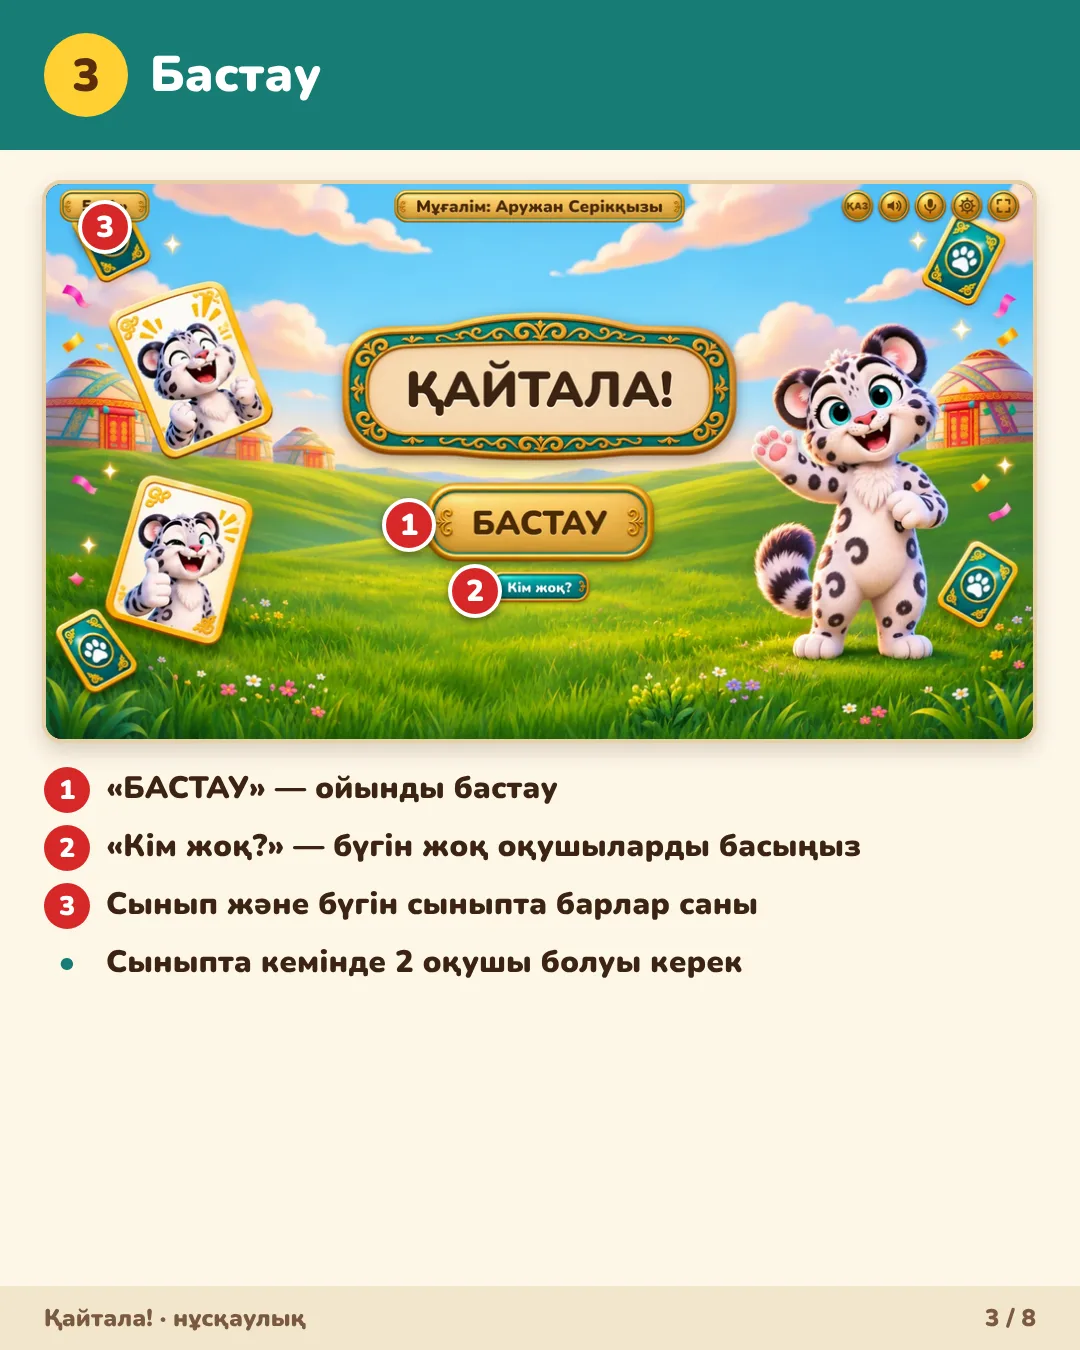 3 Бастау
3
Мұғалім: Аружан Серікқызы
ҚАЗ
ҚАЙТАЛА!
1 БАСТАУ
2 Кім жоқ?
1 «БАСТАУ» — ойынды бастау
2 «Кім жоқ?» — бүгін жоқ оқушыларды басыңыз
3 Сынып және бүгін сыныпта барлар саны
• Сыныпта кемінде 2 оқушы болуы керек
Қайтала! · нұсқаулық
3 / 8